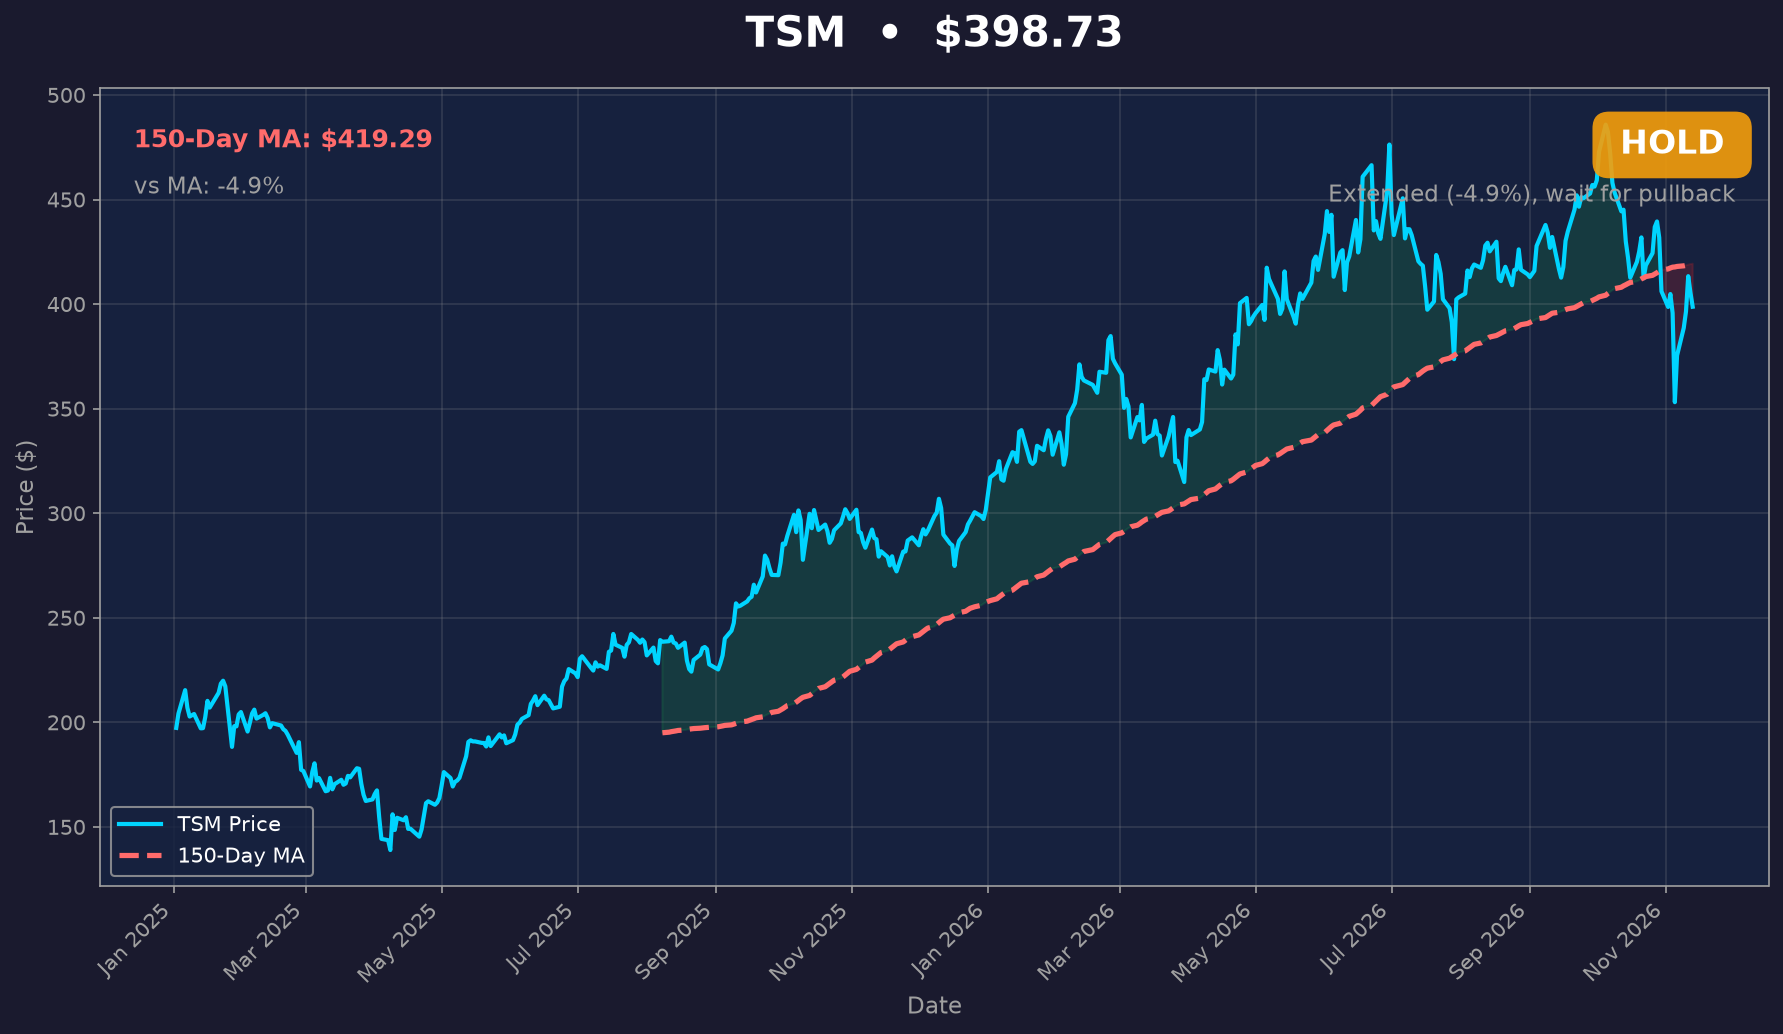 TSM • $398.73
150-Day MA: $419.29
vs MA: -4.9%
HOLD
Extended (-4.9%), wait for pullback
500
450
400
350
300
250
200
150
Price ($)
TSM Price
150-Day MA
Jan 2025
Mar 2025
May 2025
Jul 2025
Sep 2025
Nov 2025
Jan 2026
Mar 2026
May 2026
Jul 2026
Sep 2026
Nov 2026
Date